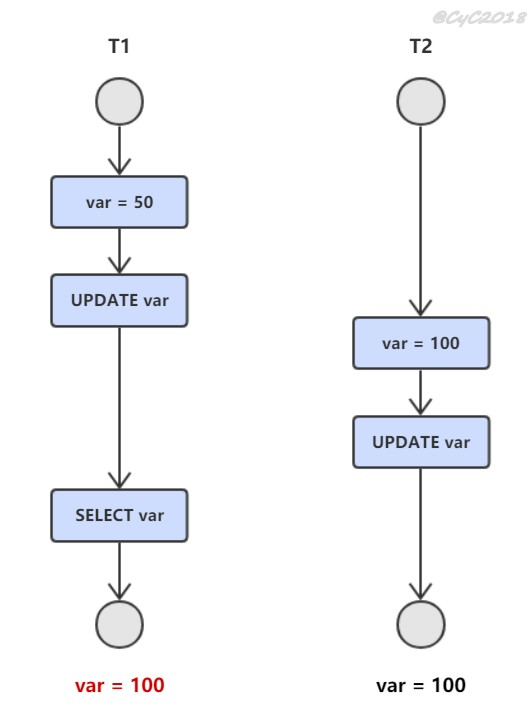 @CyC2018
T1
T2
var = 50
UPDATE var
var = 100
UPDATE var
SELECT var
var = 100
var = 100